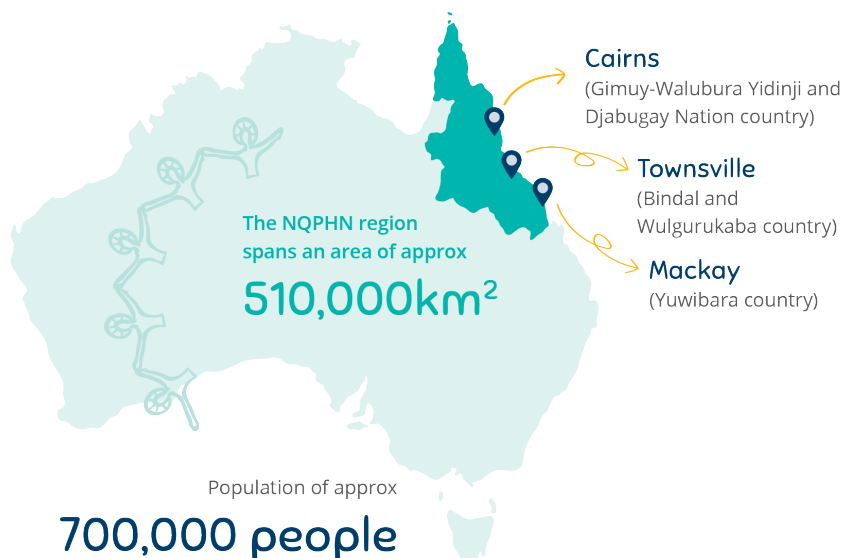 Cairns
(Gimuy-Walubura Yidinji and
Djabugay Nation country)
Townsville
(Bindal and
Wulgurukaba country)
Mackay
(Yuwibara country)
The NQPHN region
spans an area of approx
510,000km²
Population of approx
700,000 people